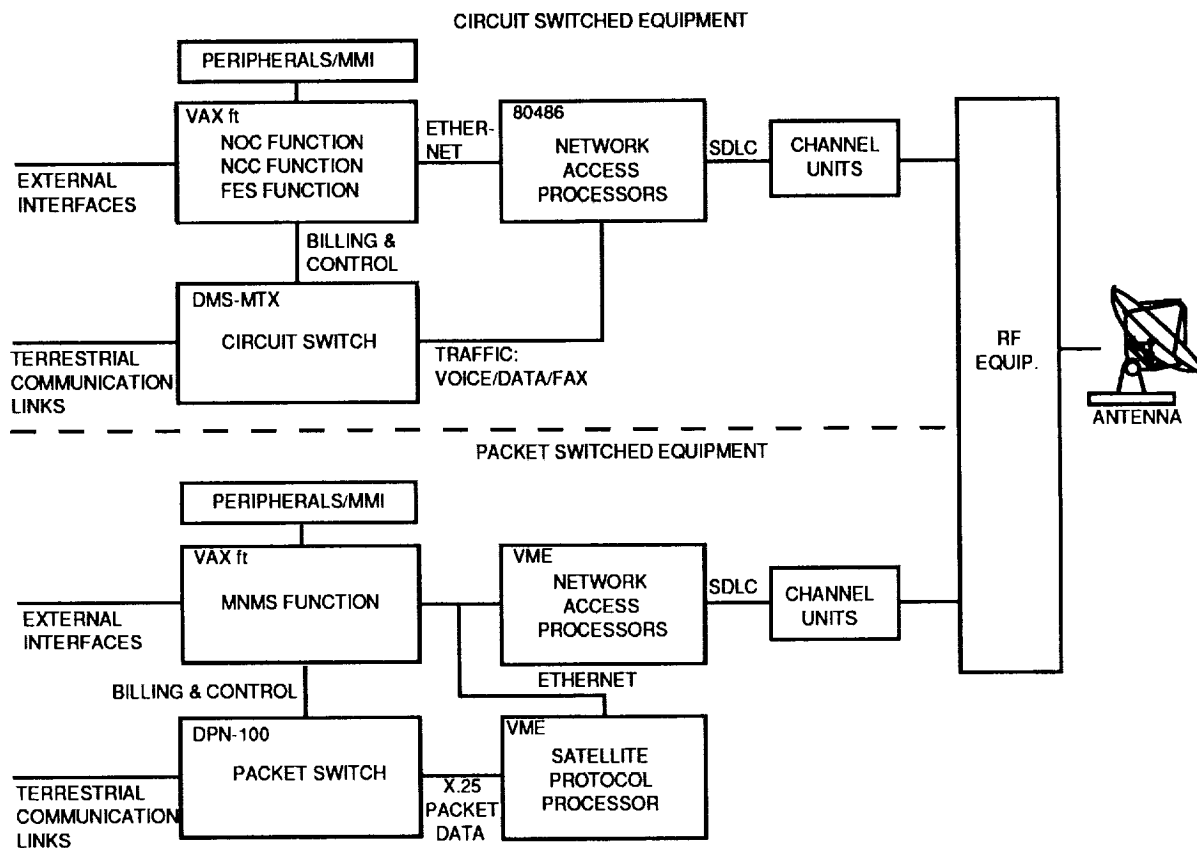 CIRCUIT SWITCHED EQUIPMENT
PERIPHERALS/MMI
VAX ft
NOC FUNCTION
NCC FUNCTION
FES FUNCTION
EXTERNAL
INTERFACES
ETHER-
NET
80486
NETWORK
ACCESS
PROCESSORS
SDLC
CHANNEL
UNITS
BILLING &
CONTROL
DMS-MTX
CIRCUIT SWITCH
TERRESTRIAL
COMMUNICATION
LINKS
TRAFFIC:
VOICE/DATA/FAX
RF
EQUIP.
ANTENNA
PACKET SWITCHED EQUIPMENT
PERIPHERALS/MMI
VAX ft
MNMS FUNCTION
EXTERNAL
INTERFACES
VME
NETWORK
ACCESS
PROCESSORS
SDLC
CHANNEL
UNITS
ETHERNET
BILLING & CONTROL
DPN-100
PACKET SWITCH
TERRESTRIAL
COMMUNICATION
LINKS
X.25
PACKET
DATA
VME
SATELLITE
PROTOCOL
PROCESSOR